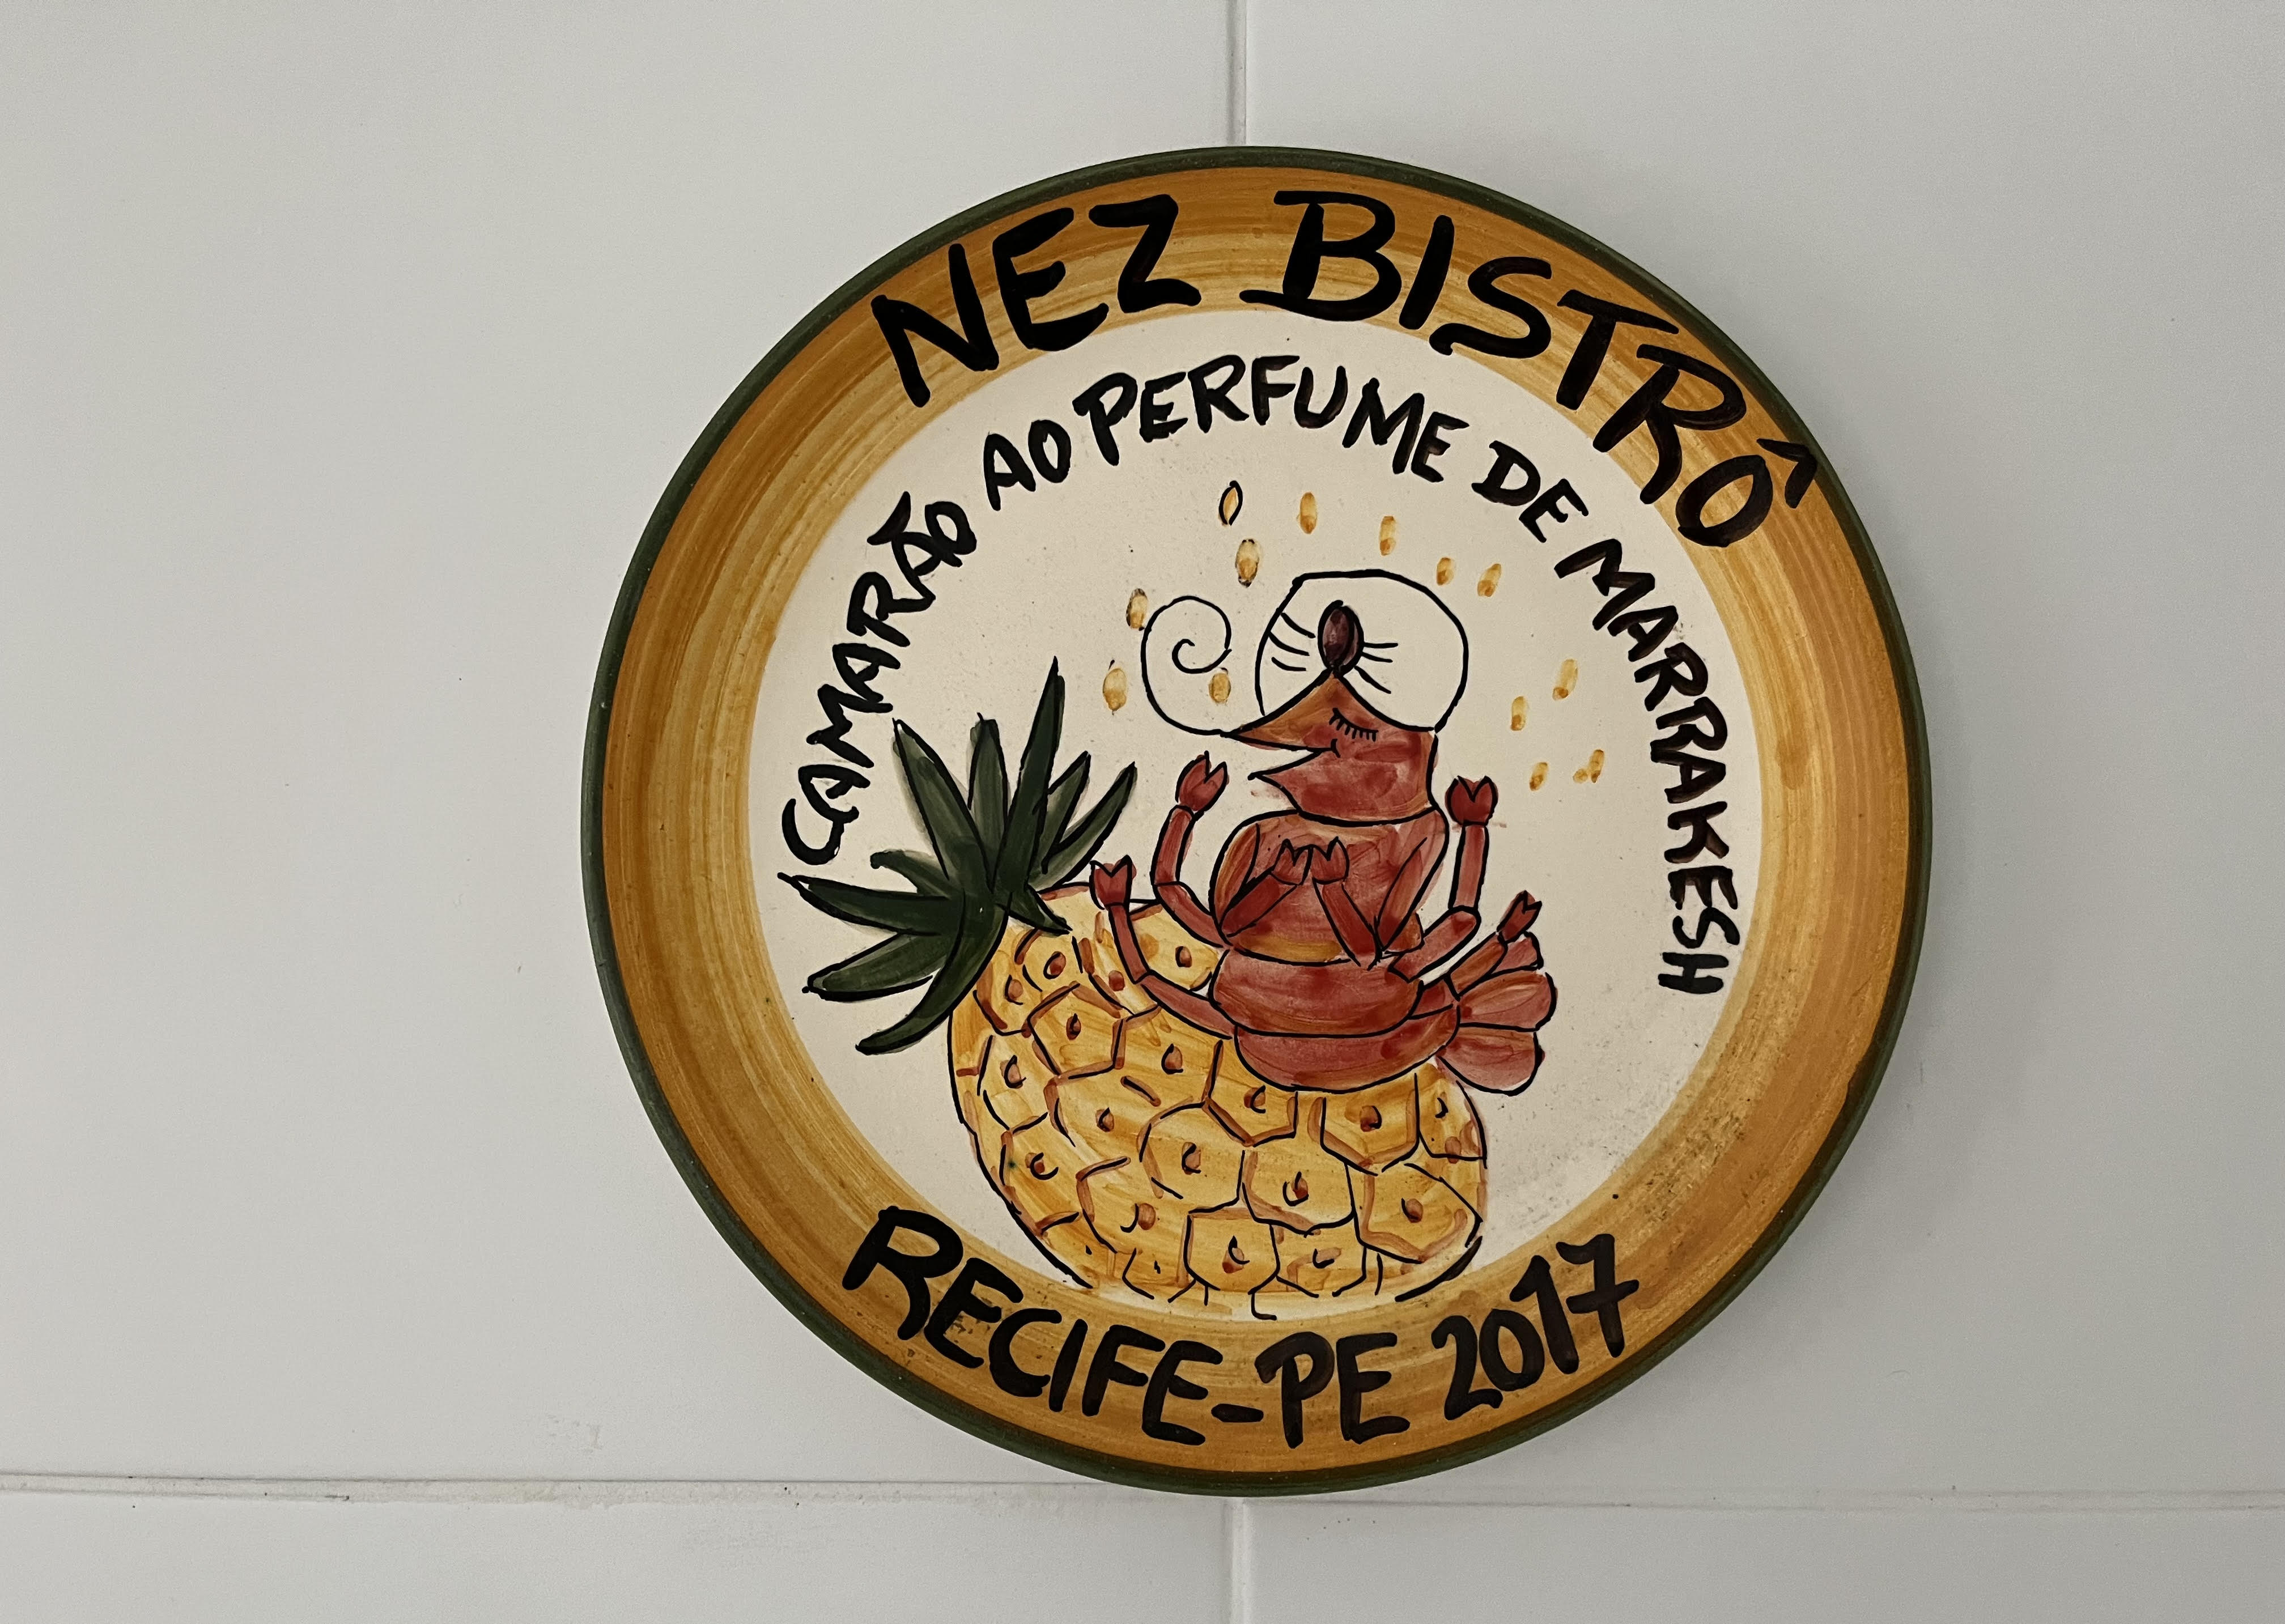 NEZ BISTRÔ
CAMARÃO AO PERFUME DE MARRAKESH
RECIFE-PE 2017